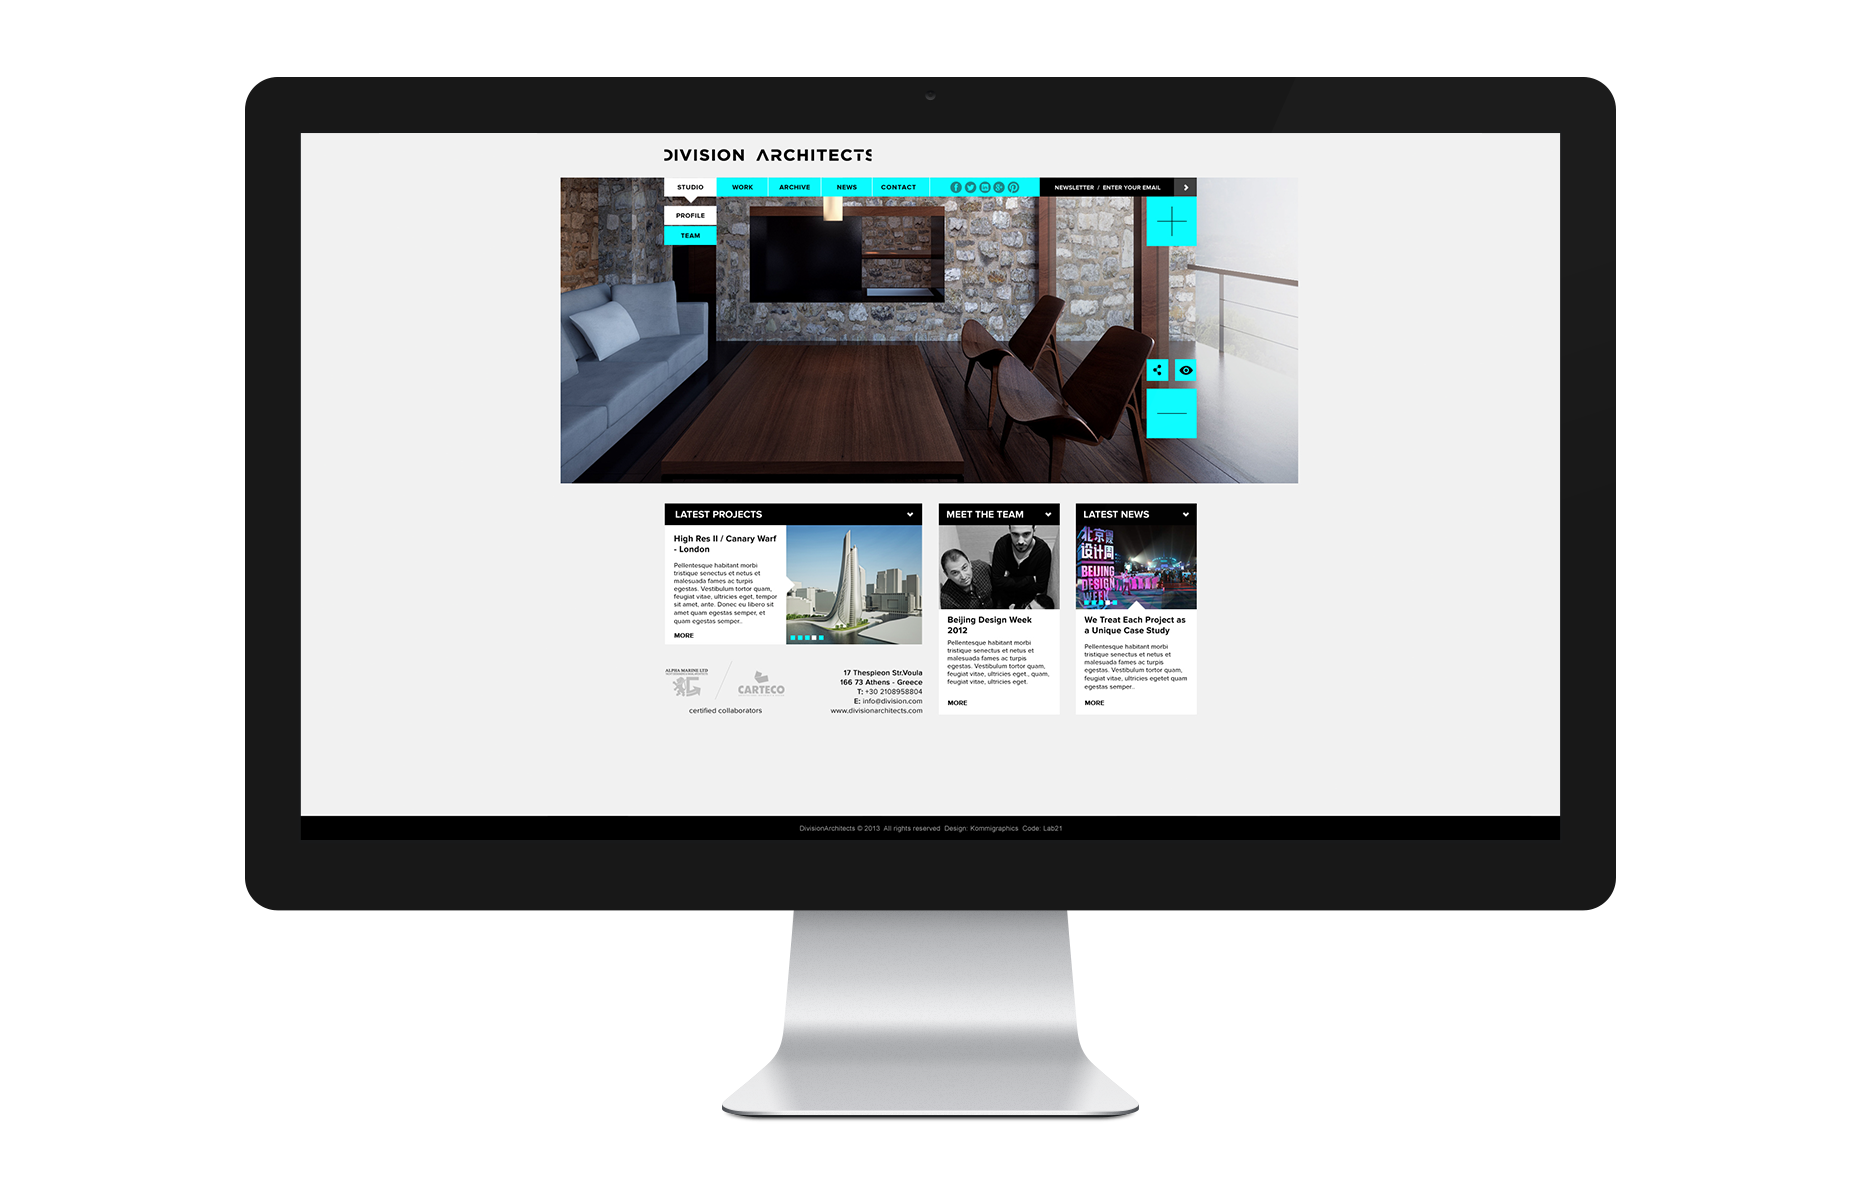 DIVISION ARCHITECTS
STUDIO WORK ARCHIVE NEWS CONTACT NEWSLETTER / ENTER YOUR EMAIL
PROFILE
TEAM
LATEST PROJECTS
High Res II / Canary Warf
- London
Pellentesque habitant morbi
tristique senectus et netus et
malesuada fames ac turpis
egestas. Vestibulum tortor quam,
feugiat vitae, ultricies eget, tempor
sit amet, ante. Donec eu libero sit
amet quam egestas semper, et
quam egestas semper..
MORE
MEET THE TEAM
Beijing Design Week
2012
Pellentesque habitant morbi
tristique senectus et netus et
malesuada fames ac turpis
egestas. Vestibulum tortor quam,
feugiat vitae, ultricies eget., quam,
feugiat vitae, ultricies eget.
MORE
LATEST NEWS
北京
设计周
BEIJING
DESIGN
WEEK
We Treat Each Project as
a Unique Case Study
Pellentesque habitant morbi
tristique senectus et netus et
malesuada fames ac turpis
egestas. Vestibulum tortor quam,
feugiat vitae, ultricies egetet quam
egestas semper..
MORE
ALPHA MARINE LTD
CARTECO
certified collaborators
17 Thespieon Str.Voula
166 73 Athens - Greece
T: +30 2108958804
E: info@division.com
www.divisionarchitects.com
DivisionArchitects © 2013 All rights reserved Design: Kommigraphics Code: Lab21